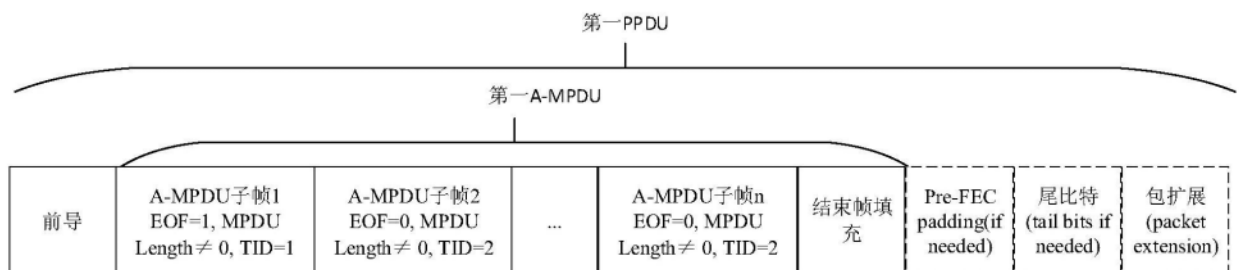 第一PPDU
第一A-MPDU
前导
A-MPDU子帧1
EOF=1, MPDU
Length≠ 0, TID=1
A-MPDU子帧2
EOF=0, MPDU
Length≠ 0, TID=2
...
A-MPDU子帧n
EOF=0, MPDU
Length≠ 0, TID=2
结束帧填
充
Pre-FEC
padding(if
needed)
尾比特
(tail bits if
needed)
包扩展
(packet
extension)